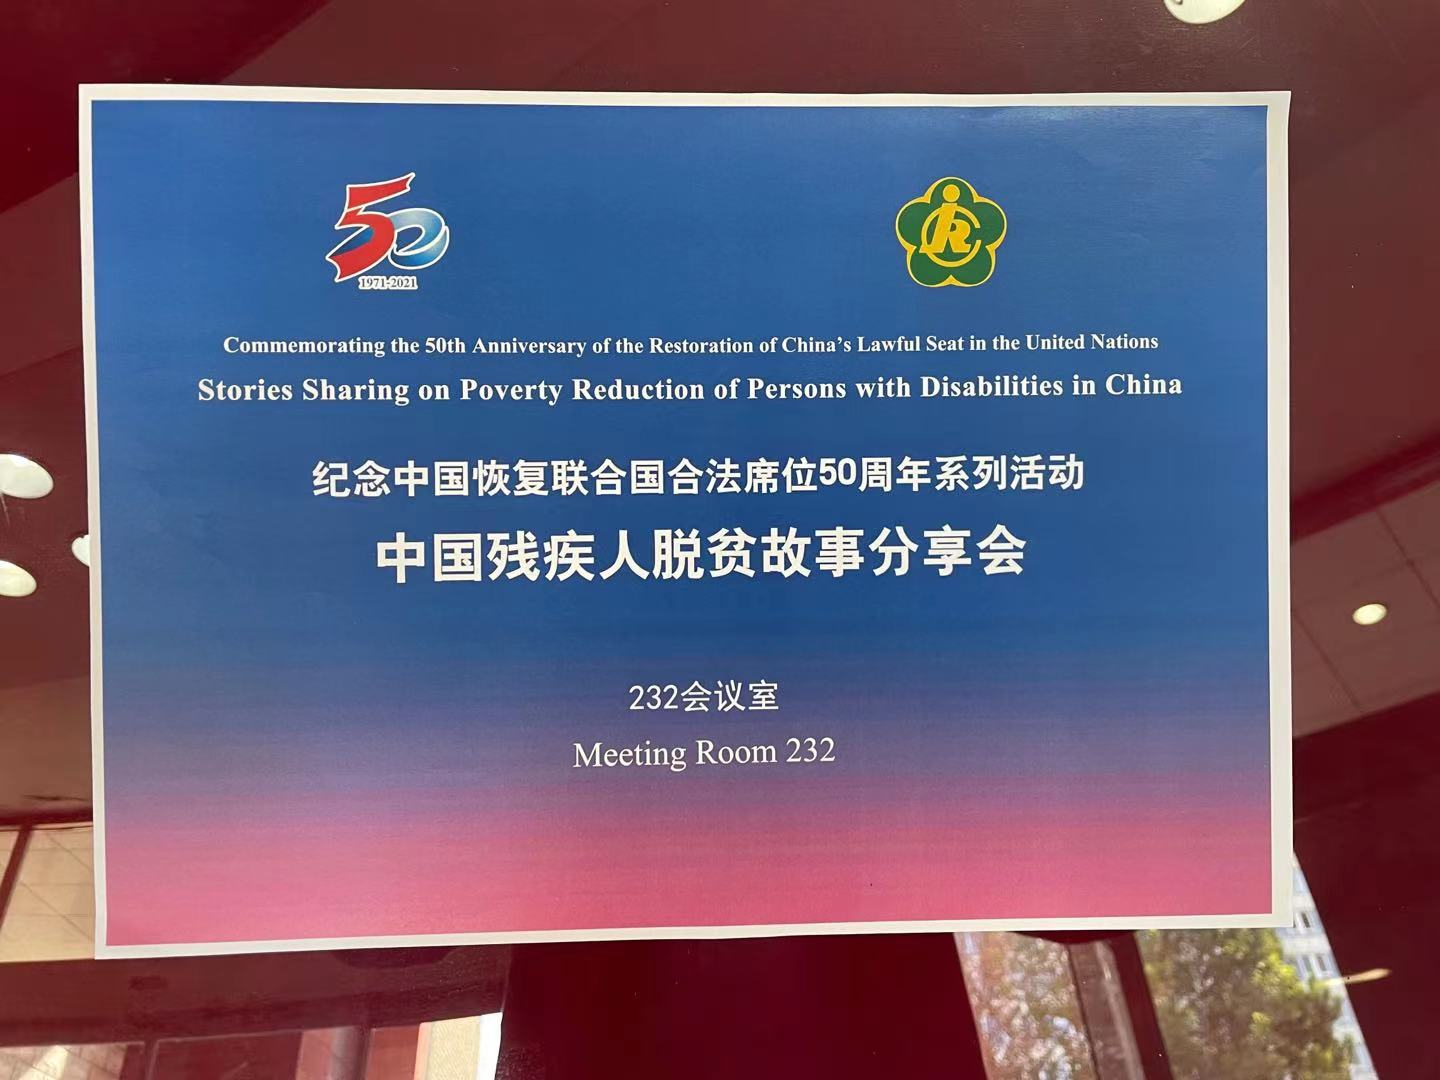 50
1971-2021
Commemorating the 50th Anniversary of the Restoration of China's Lawful Seat in the United Nations
Stories Sharing on Poverty Reduction of Persons with Disabilities in China
纪念中国恢复联合国合法席位50周年系列活动
中国残疾人脱贫故事分享会
232会议室
Meeting Room 232